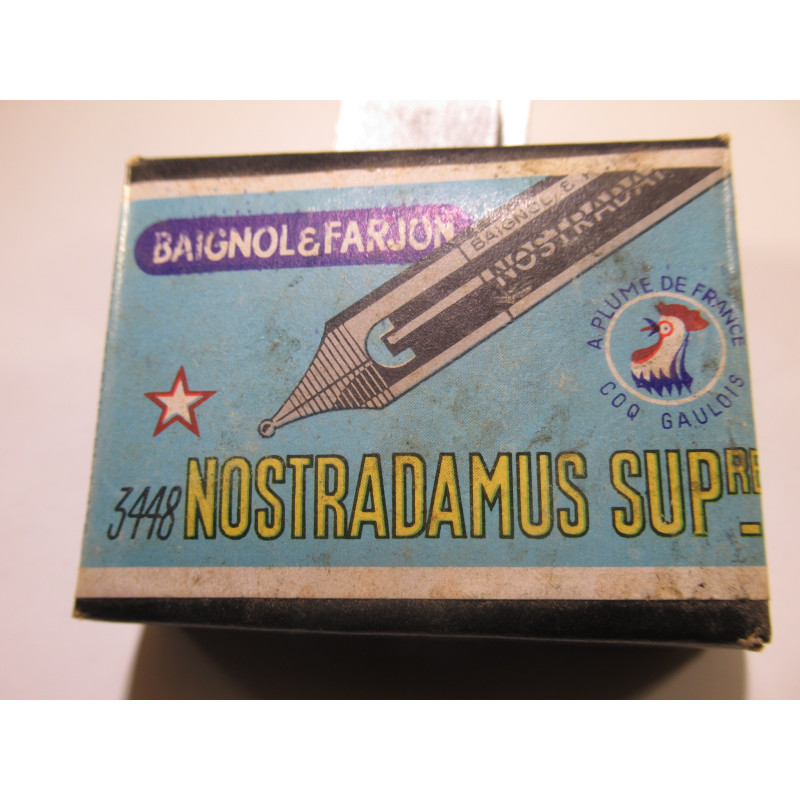 BAIGNOL & FARJON
BAIGNOL, & 
NOSTRADA
A PLUME DE FRANCE
COQ GAULOIS
3448 NOSTRADAMUS SUPRE